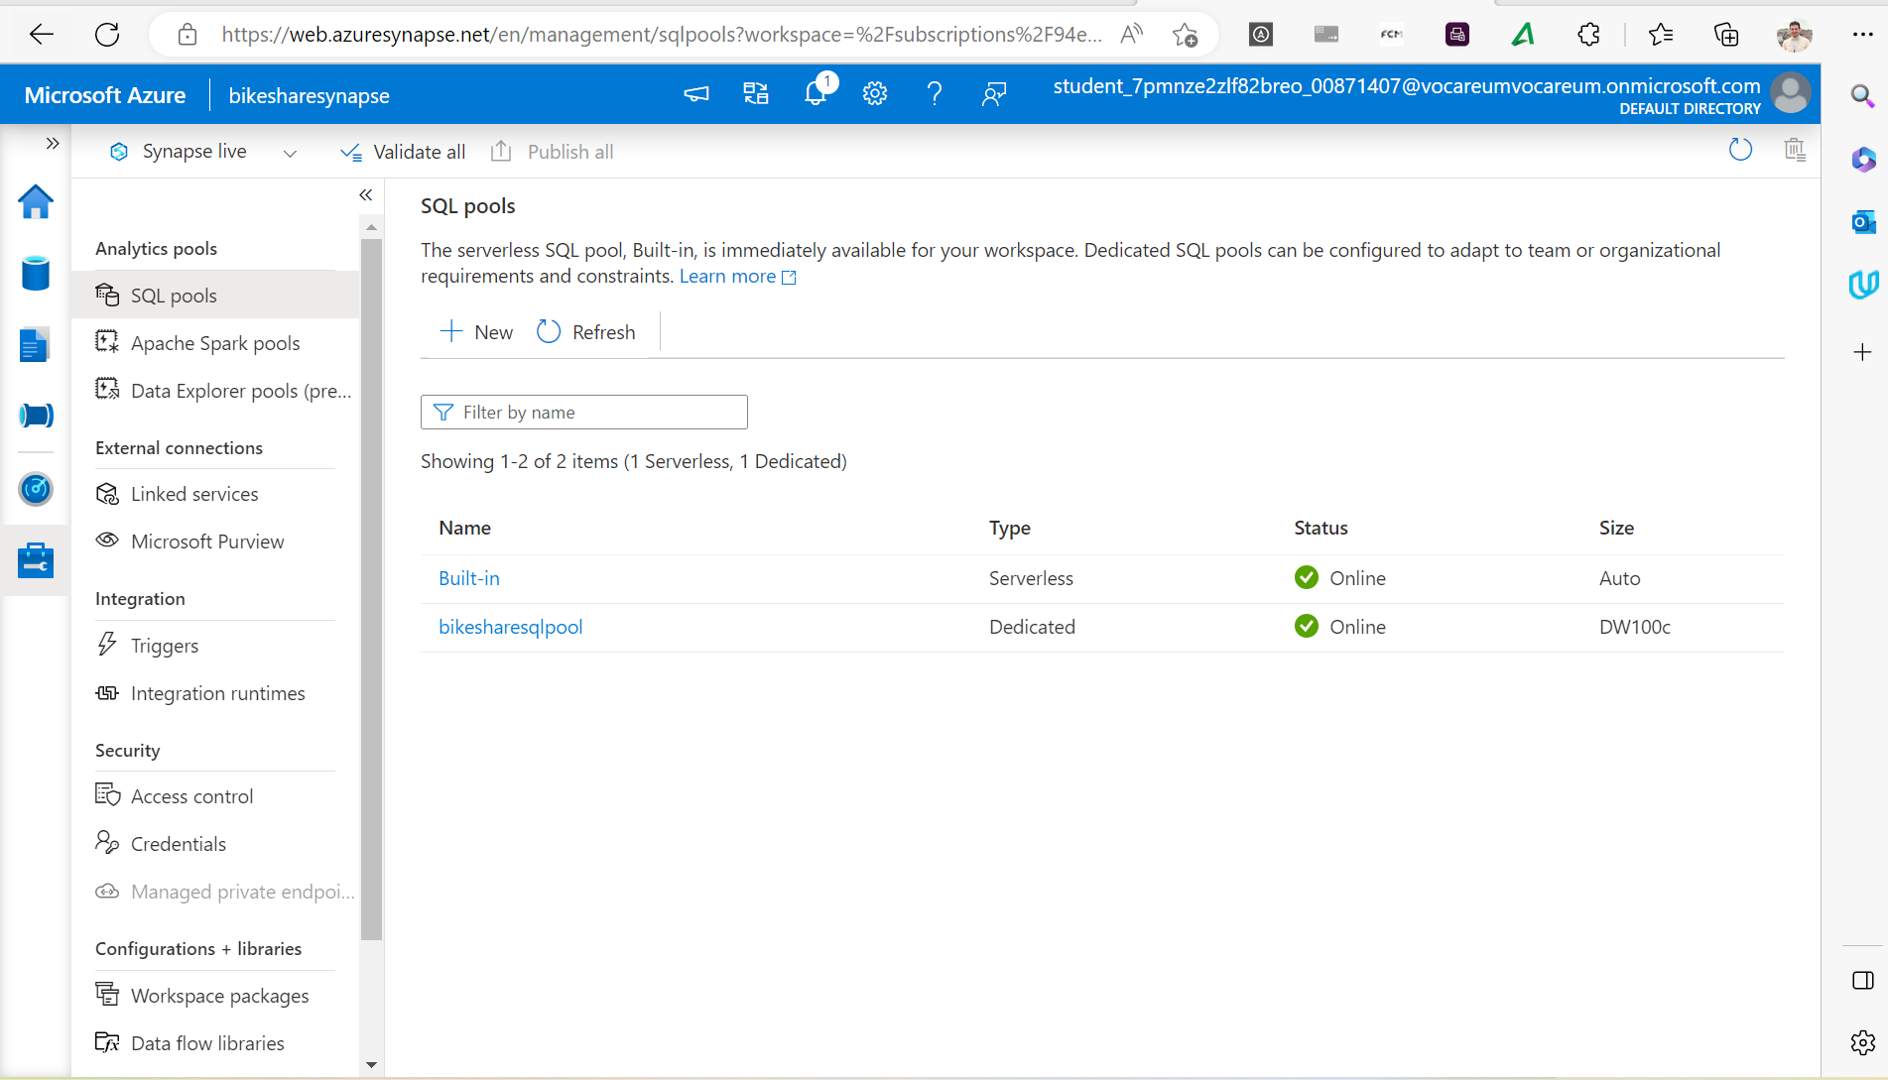 https://web.azuresynapse.net/en/management/sqlpools?workspace=%2Fsubscriptions%2F94e...
FCM
Microsoft Azure
bikesharesynapse
1
student_7pmnze2zlf82breo_00871407@vocareumvocareum.onmicrosoft.com
DEFAULT DIRECTORY
Synapse live
Validate all
Publish all
Analytics pools
SQL pools
Apache Spark pools
Data Explorer pools (pre...
External connections
Linked services
Microsoft Purview
Integration
Triggers
Integration runtimes
Security
Access control
Credentials
Managed private endpoi...
Configurations + libraries
Workspace packages
Data flow libraries
SQL pools
The serverless SQL pool, Built-in, is immediately available for your workspace. Dedicated SQL pools can be configured to adapt to team or organizational
requirements and constraints. Learn more
New
Refresh
Filter by name
Showing 1-2 of 2 items (1 Serverless, 1 Dedicated)
Name Type Status Size
Built-in Serverless Online Auto
bikesharesqlpool Dedicated Online DW100c